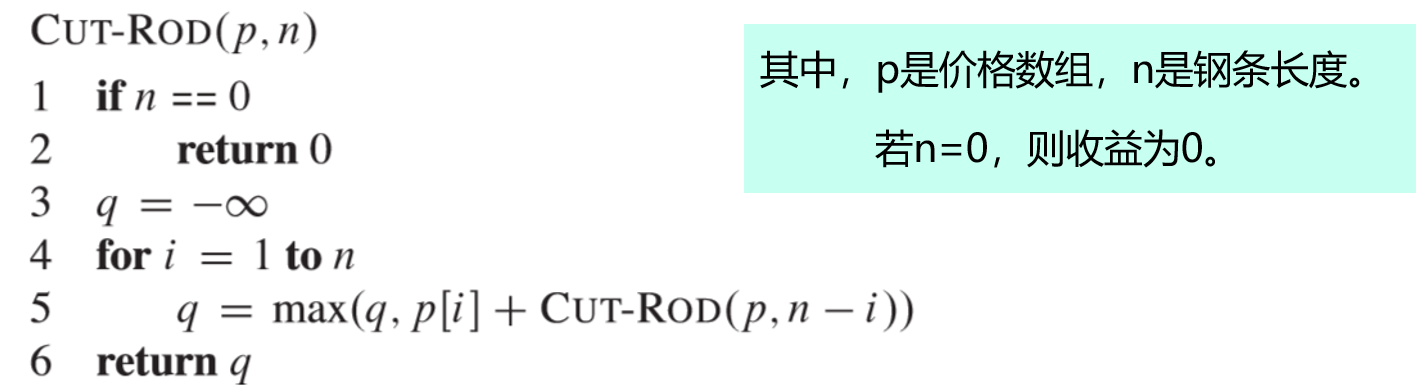 CUT-ROD(p, n)
1 if n == 0
2 return 0
3 q = −∞
4 for i = 1 to n
5 q = max(q, p[i] + CUT-ROD(p, n − i))
6 return q
其中，p是价格数组，n是钢条长度。
若n=0，则收益为0。